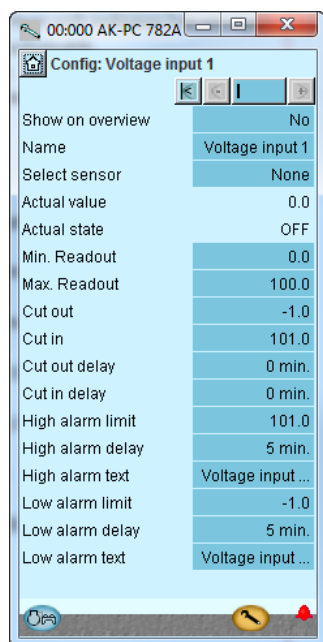 00:000 AK-PC 782A
Config: Voltage input 1
Show on overview No
Name Voltage input 1
Select sensor None
Actual value 0.0
Actual state OFF
Min. Readout 0.0
Max. Readout 100.0
Cut out -1.0
Cut in 101.0
Cut out delay 0 min.
Cut in delay 0 min.
High alarm limit 101.0
High alarm delay 5 min.
High alarm text Voltage input ...
Low alarm limit -1.0
Low alarm delay 5 min.
Low alarm text Voltage input ...